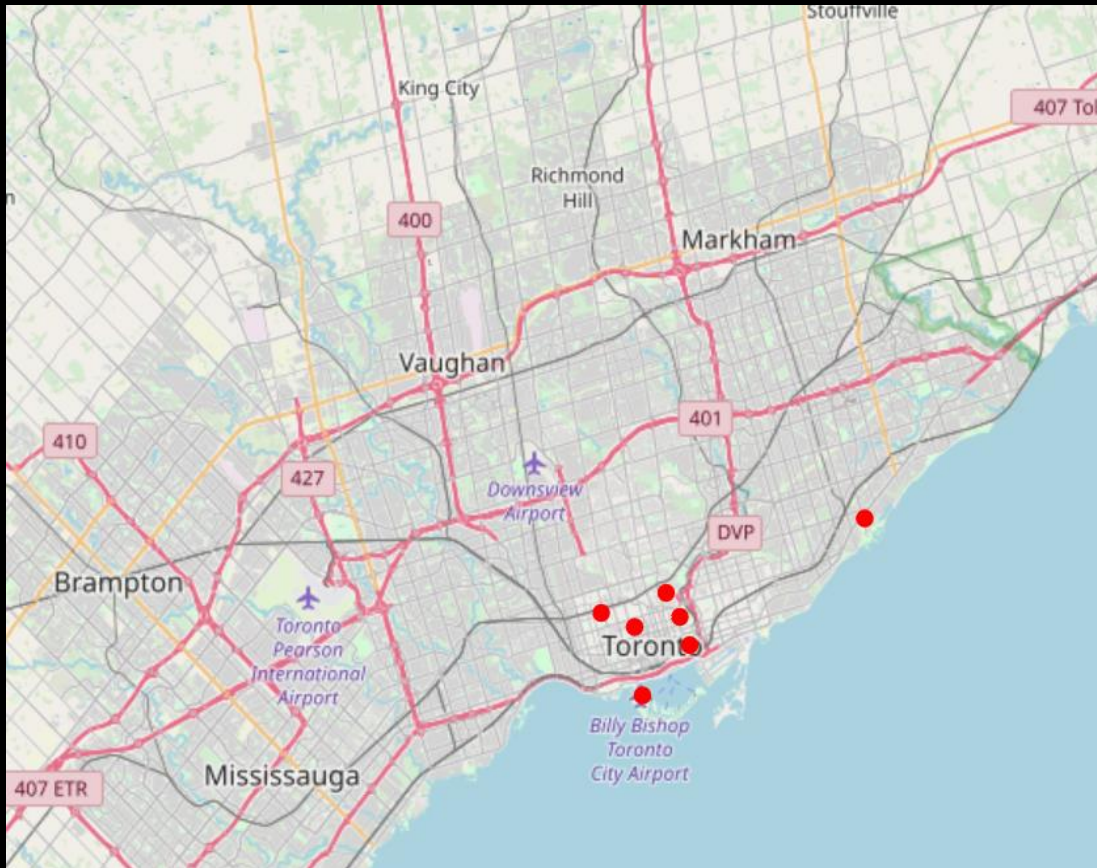 Stouffville
King City
407 Tol
Richmond
Hill
400
Markham
Vaughan
401
410
427
Downsview
Airport
DVP
Brampton
Toronto
Pearson
International
Airport
Toronto
Billy Bishop
Toronto
City Airport
Mississauga
407 ETR
n